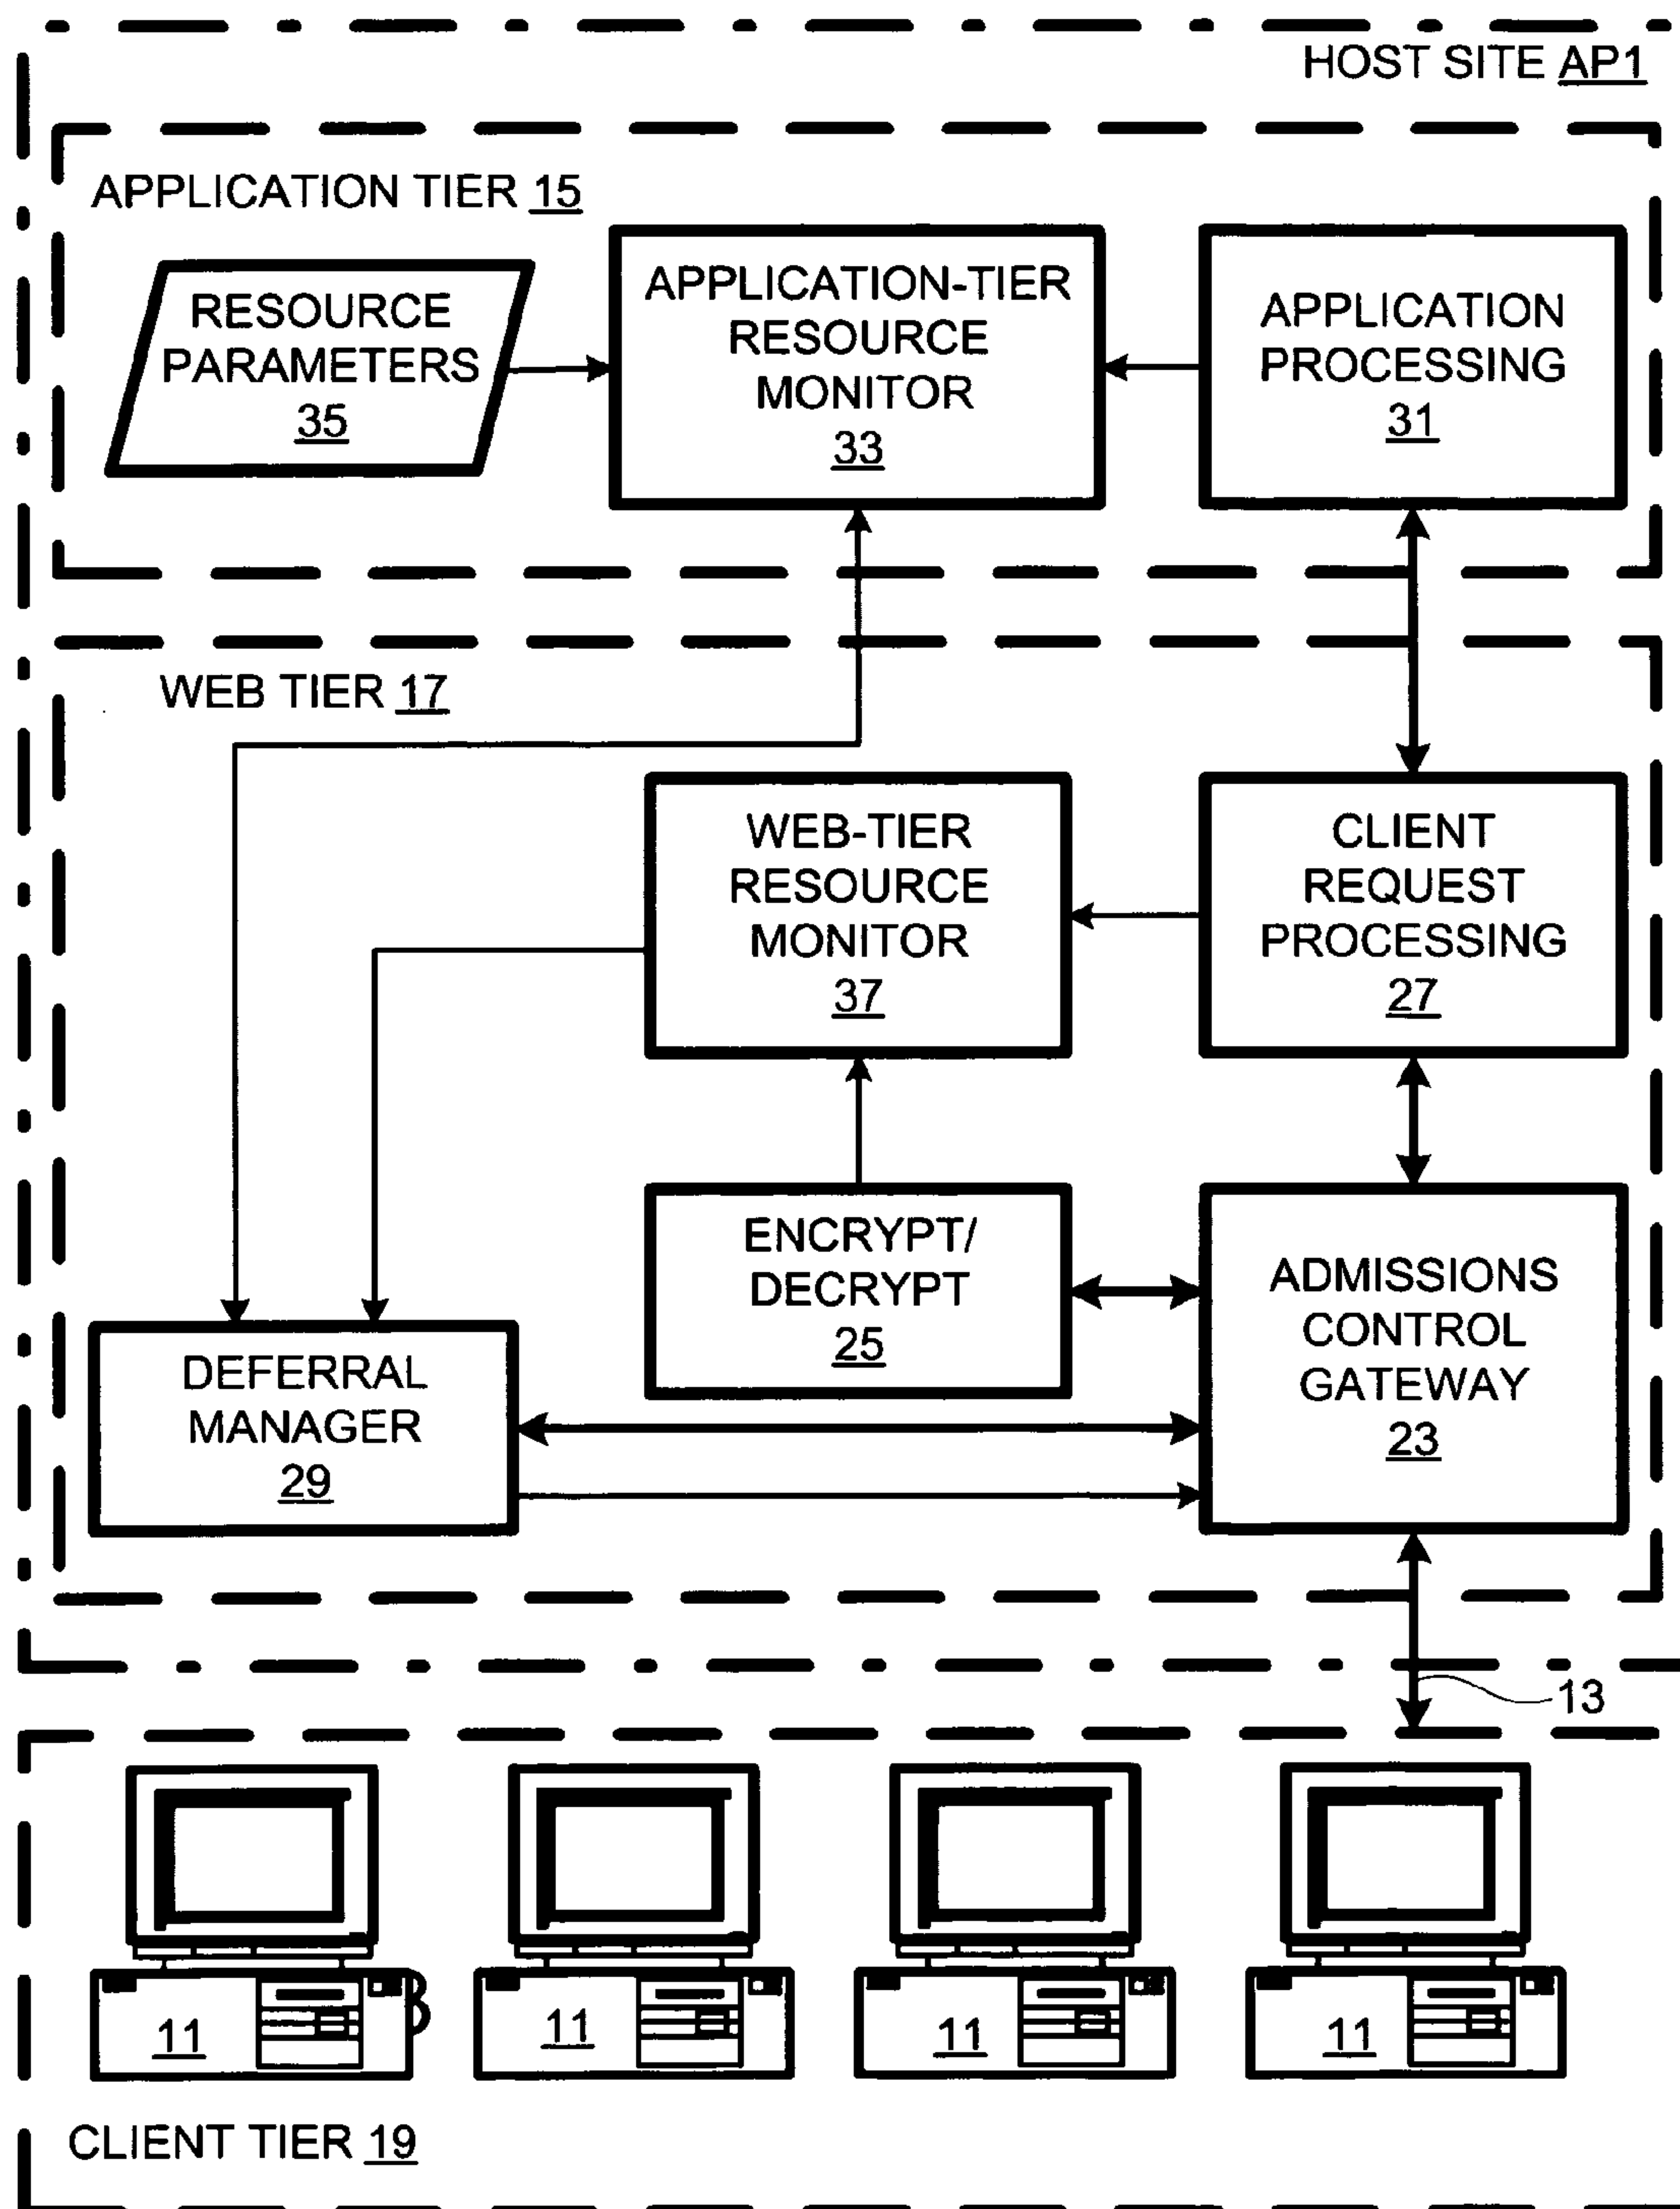 HOST SITE AP1
APPLICATION TIER 15
RESOURCE
PARAMETERS
35
APPLICATION-TIER
RESOURCE
MONITOR
33
APPLICATION
PROCESSING
31
WEB TIER 17
WEB-TIER
RESOURCE
MONITOR
37
CLIENT
REQUEST
PROCESSING
27
ENCRYPT/
DECRYPT
25
ADMISSIONS
CONTROL
GATEWAY
23
DEFERRAL
MANAGER
29
13
11
11
11
11
CLIENT TIER 19